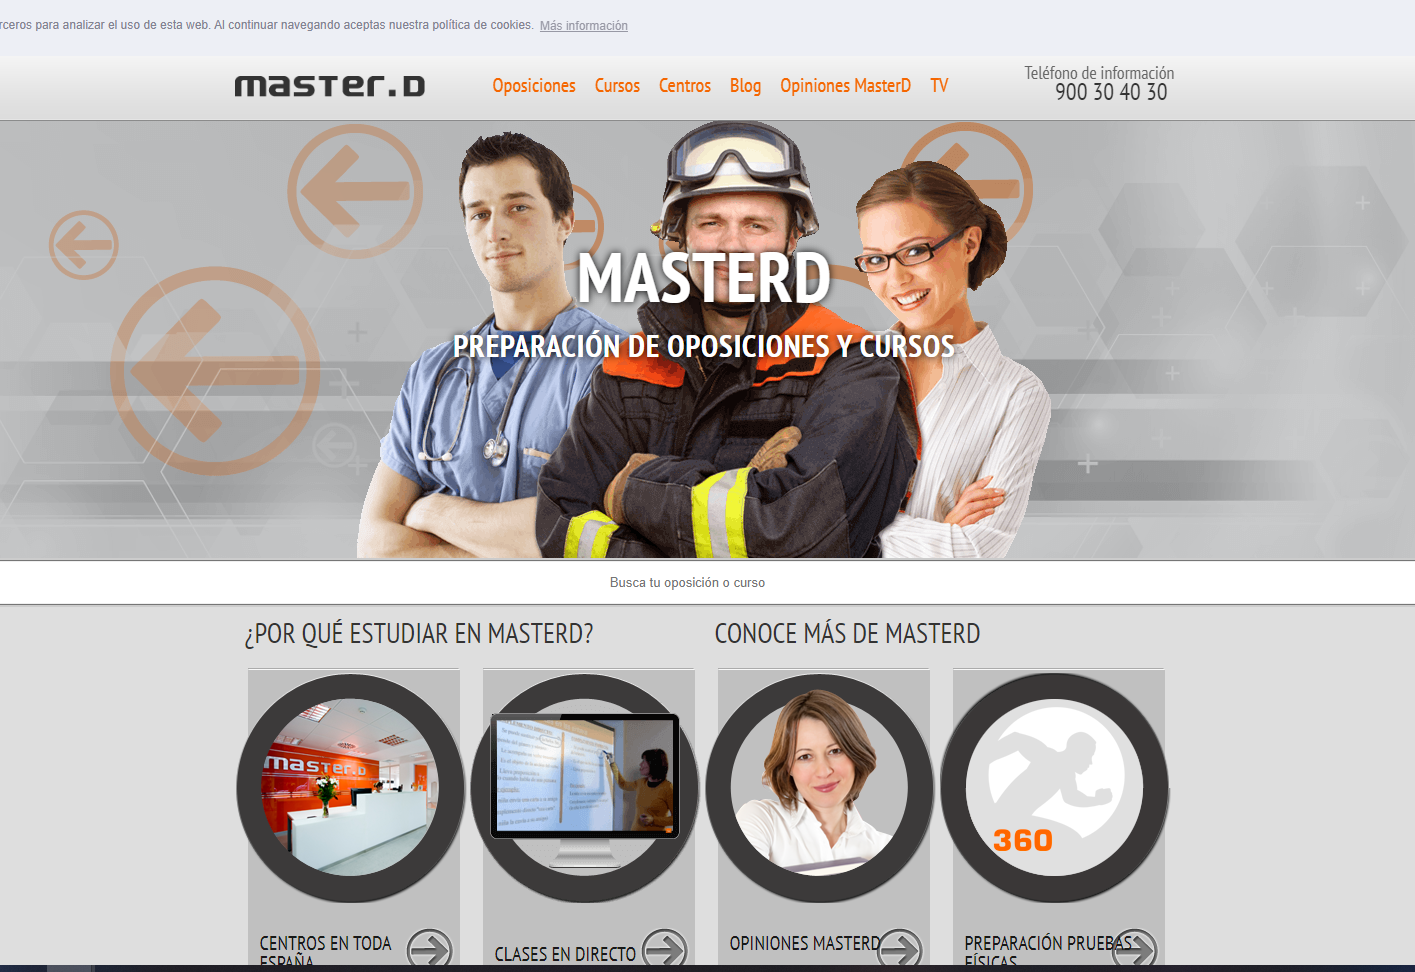 rceros para analizar el uso de esta web. Al continuar navegando aceptas nuestra política de cookies. Más información
master.D
Oposiciones Cursos Centros Blog Opiniones MasterD TV
Teléfono de información
900 30 40 30
MASTERD
PREPARACIÓN DE OPOSICIONES Y CURSOS
Busca tu oposición o curso
¿POR QUÉ ESTUDIAR EN MASTERD?
CONOCE MÁS DE MASTERD
master.D
360
CENTROS EN TODA
ESPAÑA
CLASES EN DIRECTO
OPINIONES MASTERD
PREPARACIÓN PRUEBAS
FÍSICAS